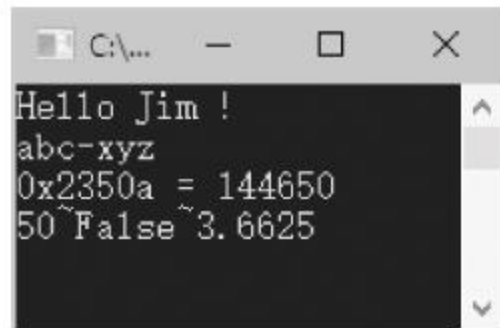 C:\...
Hello Jim !
abc-xyz
0x2350a = 144650
50~False~3.6625